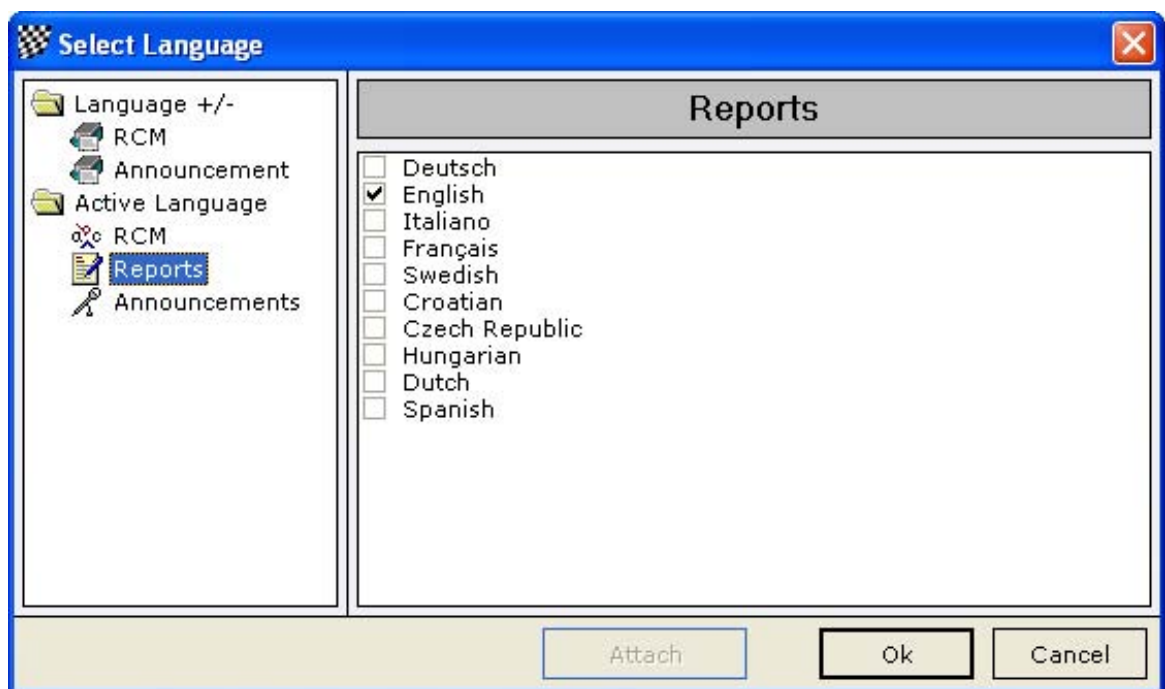 Select Language
Language +/-
RCM
Announcement
Active Language
RCM
Reports
Announcements
Reports
Deutsch
English
Italiano
Français
Swedish
Croatian
Czech Republic
Hungarian
Dutch
Spanish
Attach
Ok
Cancel